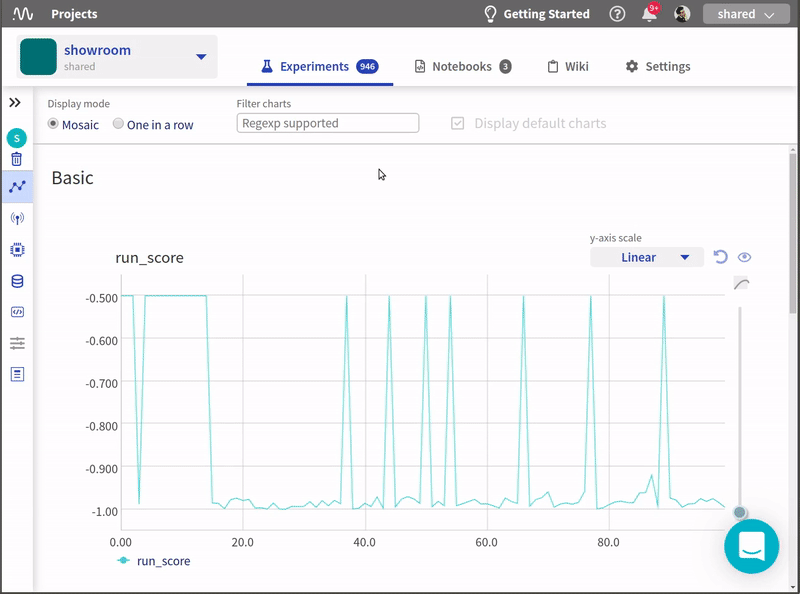 Projects
Getting Started
9+
shared
showroom
shared
Experiments 946
Notebooks 3
Wiki
Settings
Display mode
Mosaic
One in a row
Filter charts
Regexp supported
Display default charts
S
Basic
run_score
y-axis scale
Linear
-0.500
-0.600
-0.700
-0.800
-0.900
-1.00
0.00 20.0 40.0 60.0 80.0
run_score